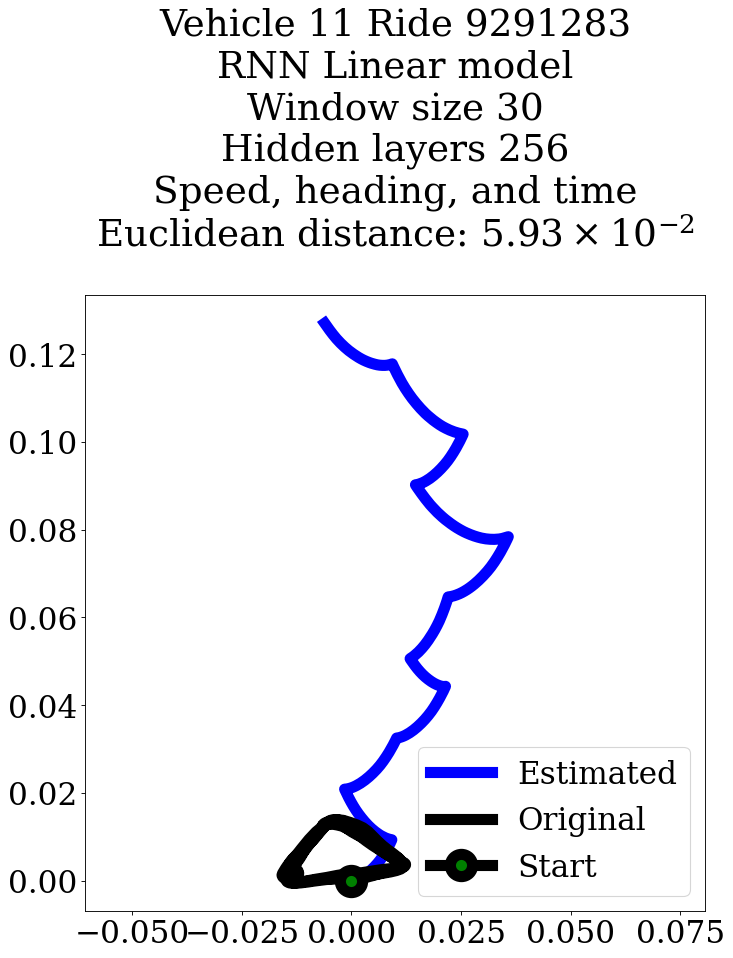 Vehicle 11 Ride 9291283
RNN Linear model
Window size 30
Hidden layers 256
Speed, heading, and time
Euclidean distance: 5.93 × 10⁻²
0.12
0.10
0.08
0.06
0.04
0.02
0.00
Estimated
Original
Start
−0.050 −0.025 0.000 0.025 0.050 0.075